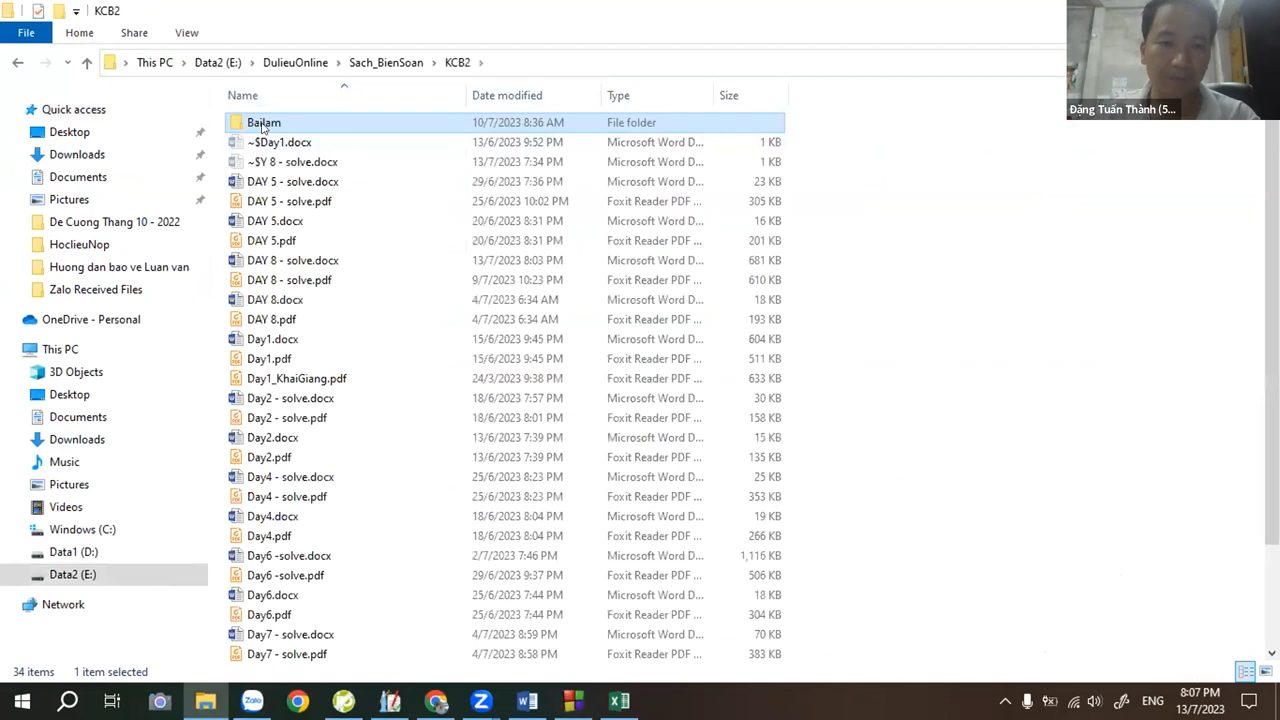 KCB2
File Home Share View
This PC Data2 (E:) DulieuOnline Sach_BienSoan KCB2
Đặng Tuấn Thành (5...
Name Date modified Type Size
Quick access
Desktop
Downloads
Documents
Pictures
De Cuong Thang 10 - 2022
HoclieuNop
Huong dan bao ve Luan van
Zalo Received Files
OneDrive - Personal
This PC
3D Objects
Desktop
Documents
Downloads
Music
Pictures
Videos
Windows (C:)
Data1 (D:)
Data2 (E:)
Network
Bailam 10/7/2023 8:36 AM File folder
~$Day1.docx 13/6/2023 9:52 PM Microsoft Word D... 1 KB
~$Y 8 - solve.docx 13/7/2023 7:34 PM Microsoft Word D... 1 KB
DAY 5 - solve.docx 29/6/2023 7:36 PM Microsoft Word D... 23 KB
DAY 5 - solve.pdf 25/6/2023 10:02 PM Foxit Reader PDF ... 305 KB
DAY 5.docx 20/6/2023 8:31 PM Microsoft Word D... 16 KB
DAY 5.pdf 20/6/2023 8:31 PM Foxit Reader PDF ... 201 KB
DAY 8 - solve.docx 13/7/2023 8:03 PM Microsoft Word D... 681 KB
DAY 8 - solve.pdf 9/7/2023 10:23 PM Foxit Reader PDF ... 610 KB
DAY 8.docx 4/7/2023 6:34 AM Microsoft Word D... 18 KB
DAY 8.pdf 4/7/2023 6:34 AM Foxit Reader PDF ... 193 KB
Day1.docx 15/6/2023 9:45 PM Microsoft Word D... 604 KB
Day1.pdf 15/6/2023 9:45 PM Foxit Reader PDF ... 511 KB
Day1_KhaiGiang.pdf 24/3/2023 9:38 PM Foxit Reader PDF ... 633 KB
Day2 - solve.docx 18/6/2023 7:57 PM Microsoft Word D... 30 KB
Day2 - solve.pdf 18/6/2023 8:01 PM Foxit Reader PDF ... 158 KB
Day2.docx 13/6/2023 7:39 PM Microsoft Word D... 15 KB
Day2.pdf 13/6/2023 7:39 PM Foxit Reader PDF ... 135 KB
Day4 - solve.docx 25/6/2023 8:23 PM Microsoft Word D... 25 KB
Day4 - solve.pdf 25/6/2023 8:23 PM Foxit Reader PDF ... 353 KB
Day4.docx 18/6/2023 8:04 PM Microsoft Word D... 19 KB
Day4.pdf 18/6/2023 8:04 PM Foxit Reader PDF ... 266 KB
Day6 -solve.docx 2/7/2023 7:46 PM Microsoft Word D... 1,116 KB
Day6 -solve.pdf 29/6/2023 9:37 PM Foxit Reader PDF ... 506 KB
Day6.docx 25/6/2023 7:44 PM Microsoft Word D... 18 KB
Day6.pdf 25/6/2023 7:44 PM Foxit Reader PDF ... 304 KB
Day7 - solve.docx 4/7/2023 8:59 PM Microsoft Word D... 70 KB
Day7 - solve.pdf 4/7/2023 8:58 PM Foxit Reader PDF ... 383 KB
34 items 1 item selected
Zalo
ENG
8:07 PM
13/7/2023